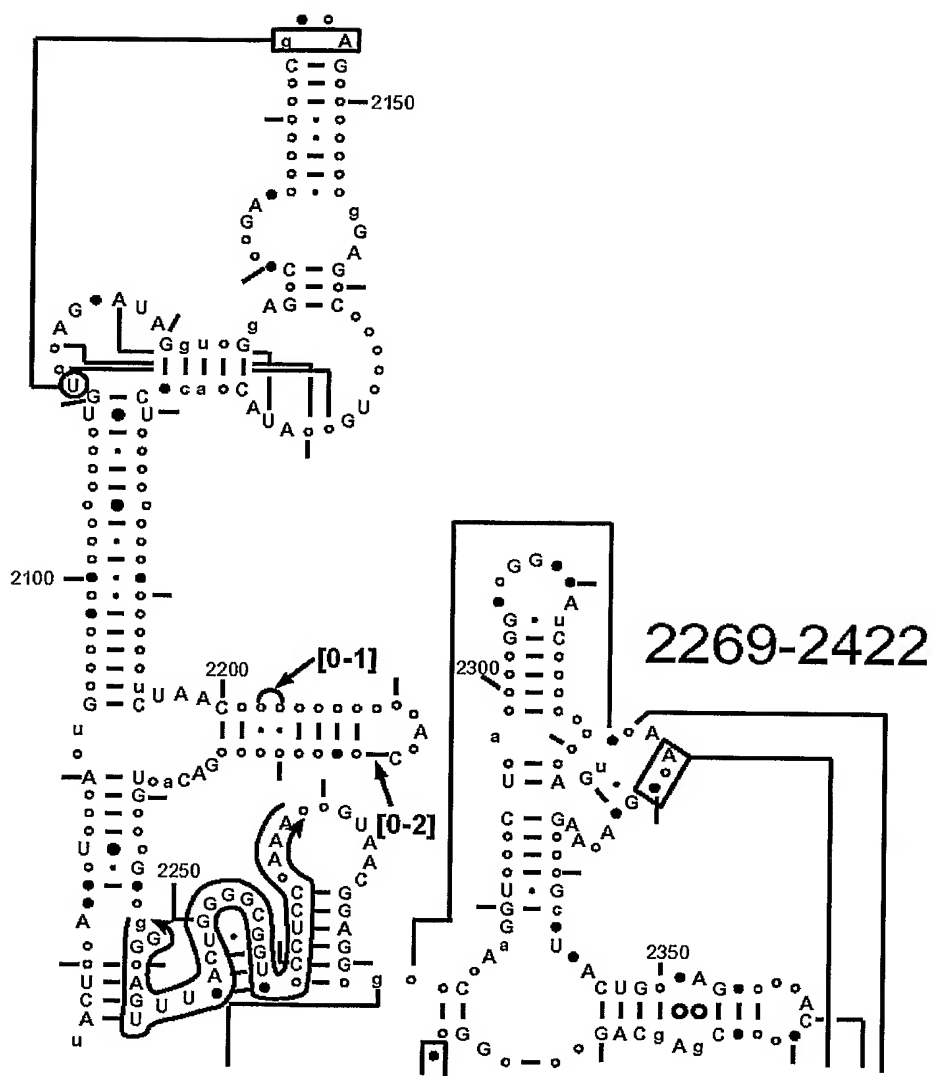 g A
C G
2150
A
G
g
G
A
C G
G C
A
g
G A U A
A
G g u G
c a C
U
G C
U U
A U A G U
2100
G
u C U A A C
2200
[0-1]
[0-2]
A
C
u
A
U G a C A G
G U A A C
A A A
C C U C C
G G A G G
g
2250
G G G G C G G U
G U C A
U U U
G G G A G U
g
U
G
A
U C A
u
G G
A
G G
U C
2300
2269-2422
a
U A
G u
A A
G
A
C G
A A
U
G G a
G c
U
A
A C U G
2350
A G
A C
G A C g A g C
C G
G G